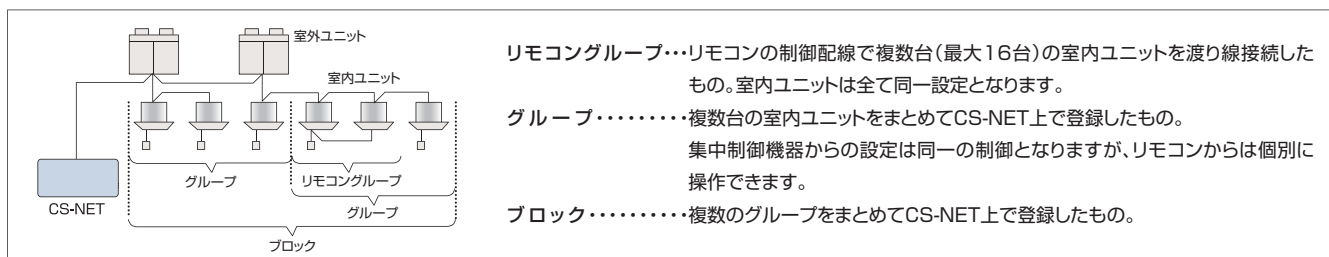 室外ユニット
室内ユニット
グループ
リモコングループ
グループ
CS-NET
ブロック
リモコングループ・・・リモコンの制御配線で複数台(最大16台)の室内ユニットを渡り線接続した
もの。室内ユニットは全て同一設定となります。
グループ・・・・・・・・・複数台の室内ユニットをまとめてCS-NET上で登録したもの。
集中制御機器からの設定は同一の制御となりますが、リモコンからは個別に
操作できます。
ブロック・・・・・・・・・・複数のグループをまとめてCS-NET上で登録したもの。